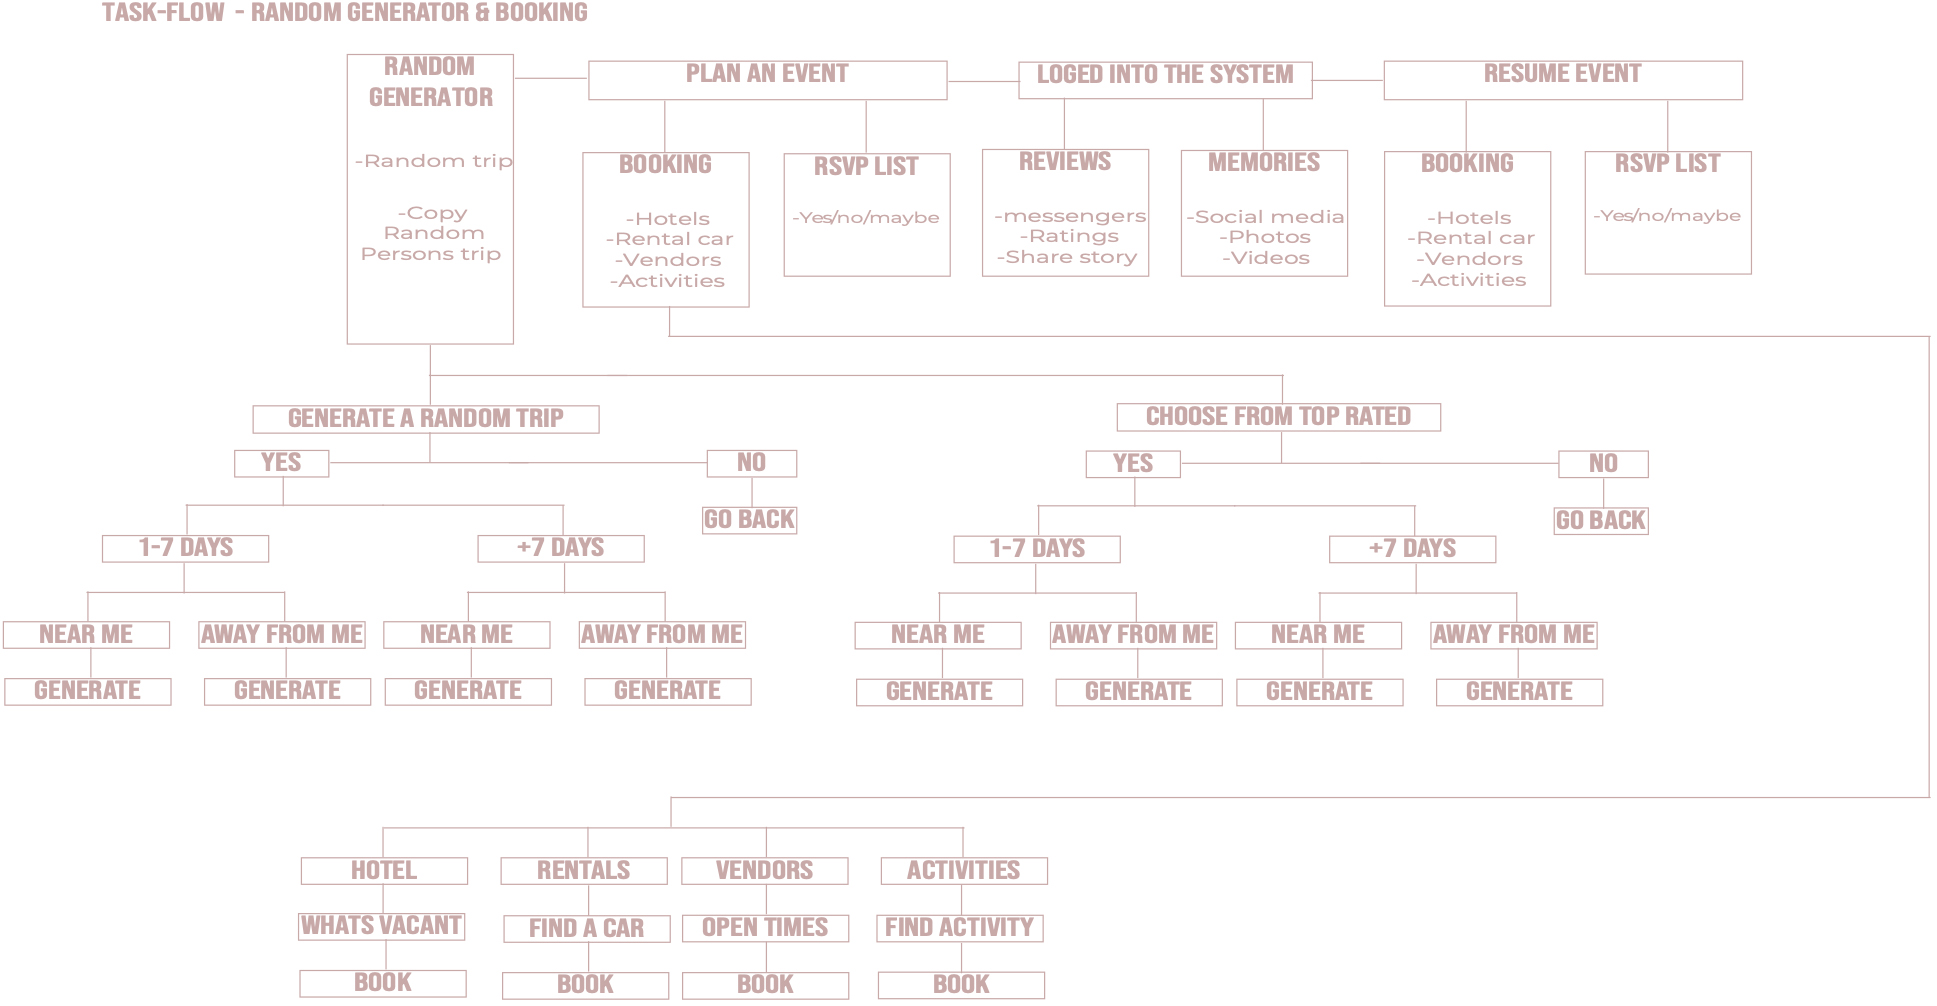 TASK-FLOW - RANDOM GENERATOR & BOOKING
RANDOM
GENERATOR
-Random trip
-Copy
Random
Persons trip
PLAN AN EVENT
LOGED INTO THE SYSTEM
RESUME EVENT
BOOKING
-Hotels
-Rental car
-Vendors
-Activities
RSVP LIST
-Yes/no/maybe
REVIEWS
-messengers
-Ratings
-Share story
MEMORIES
-Social media
-Photos
-Videos
BOOKING
-Hotels
-Rental car
-Vendors
-Activities
RSVP LIST
-Yes/no/maybe
GENERATE A RANDOM TRIP
YES
NO
GO BACK
1-7 DAYS
+7 DAYS
NEAR ME
AWAY FROM ME
NEAR ME
AWAY FROM ME
GENERATE
GENERATE
GENERATE
GENERATE
CHOOSE FROM TOP RATED
YES
NO
GO BACK
1-7 DAYS
+7 DAYS
NEAR ME
AWAY FROM ME
NEAR ME
AWAY FROM ME
GENERATE
GENERATE
GENERATE
GENERATE
HOTEL
RENTALS
VENDORS
ACTIVITIES
WHATS VACANT
FIND A CAR
OPEN TIMES
FIND ACTIVITY
BOOK
BOOK
BOOK
BOOK